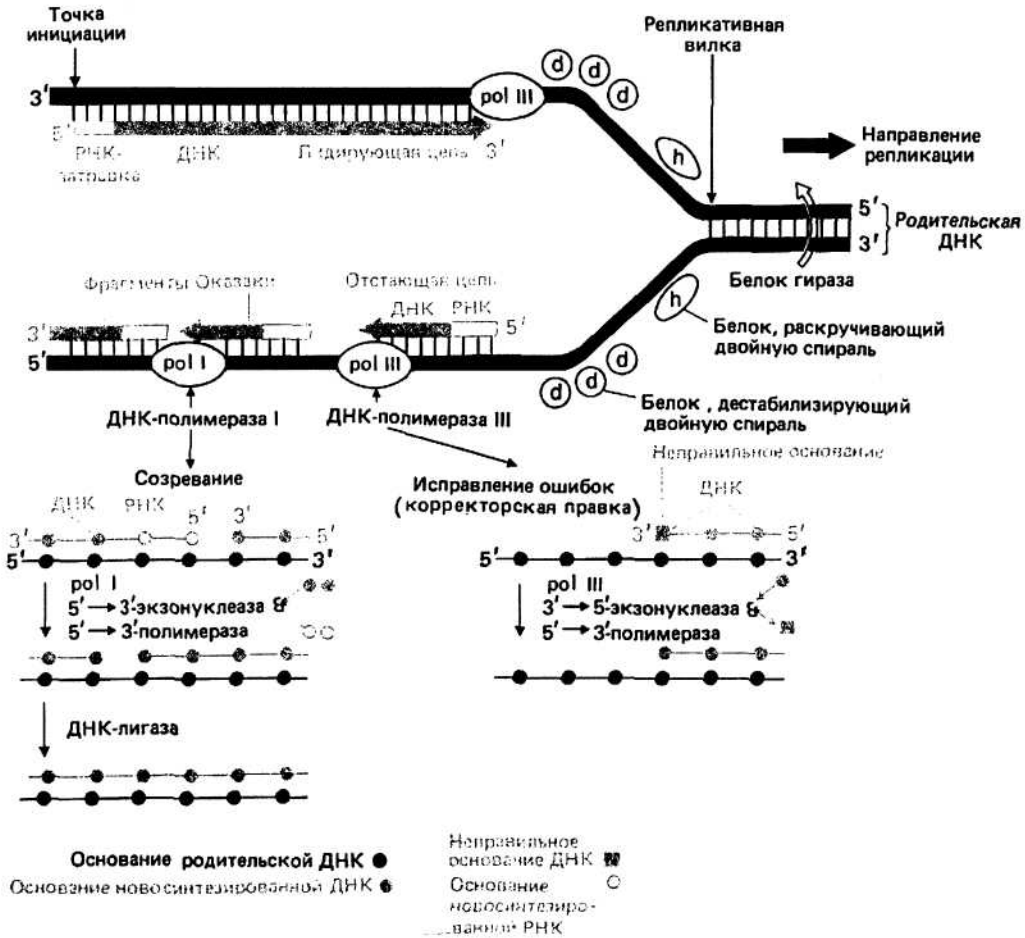 Точка
инициации
Репликативная
вилка
d d d
3′
pol III
5′
3′
РНК-
затравка
ДНК
Лидирующая цепь
h
Направление
репликации
5′
3′
Родительская
ДНК
Белок гираза
Фрагменты Оказаки
Отстающая цепь
ДНК РНК
3′
5′
5′
pol I
pol III
h
Белок, раскручивающий
двойную спираль
d d d
Белок, дестабилизирующий
двойную спираль
ДНК-полимераза I
ДНК-полимераза III
Созревание
Исправление ошибок
(корректорская правка)
Неправильное основание
ДНК
ДНК РНК 5′ 3′
3′ 5′
5′ 3′
3′ 5′
5′ 3′
pol I
5′→3′-экзонуклеаза &
5′→3′-полимераза
pol III
3′→5′-экзонуклеаза &
5′→3′-полимераза
ДНК-лигаза
Основание родительской ДНК
Основание новосинтезированной ДНК
Неправильное
основание ДНК
Основание
новосинтезиро-
ванной РНК